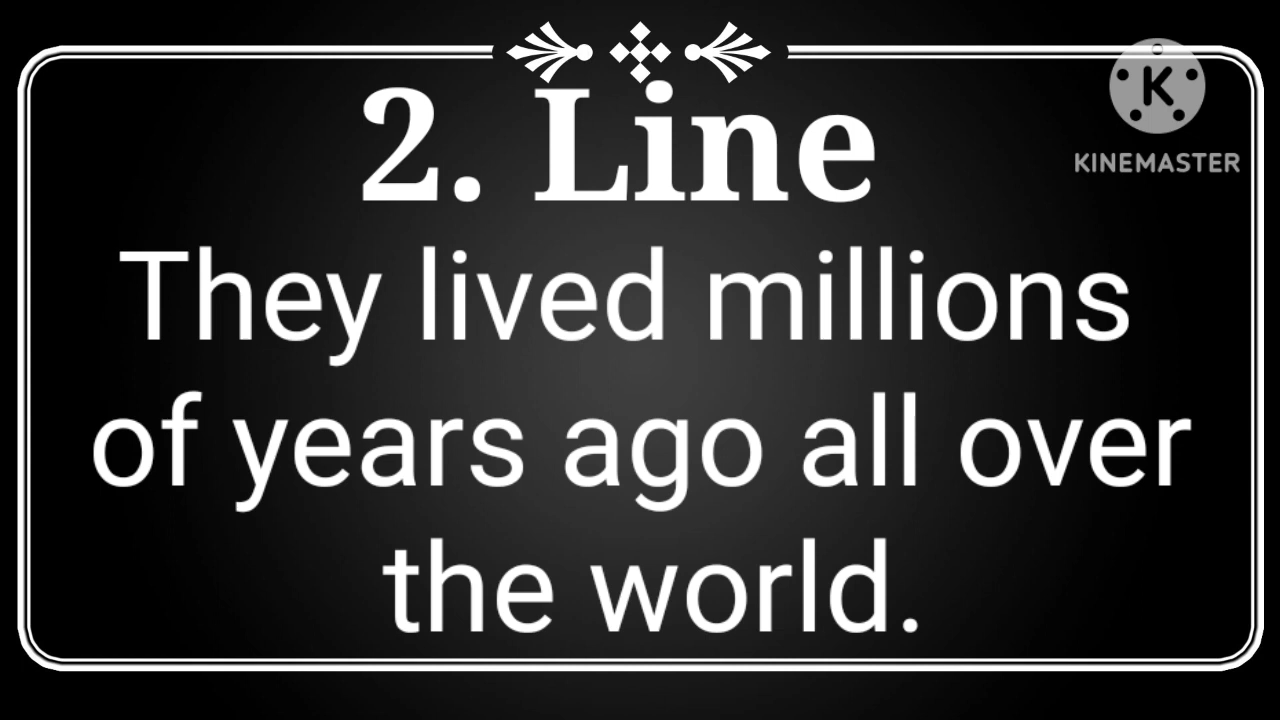 2. Line
KINEMASTER
They lived millions
of years ago all over
the world.